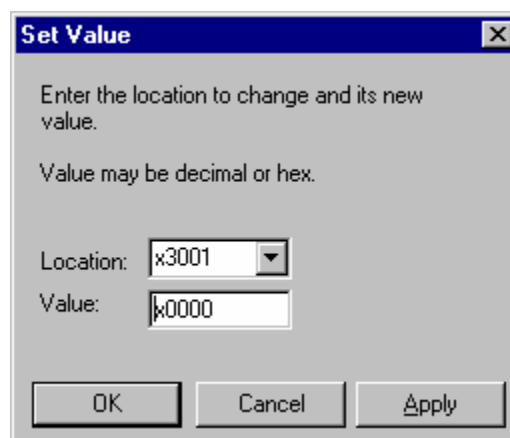 Set Value
Enter the location to change and its new
value.
Value may be decimal or hex.
Location: x3001
Value: x0000
OK Cancel Apply